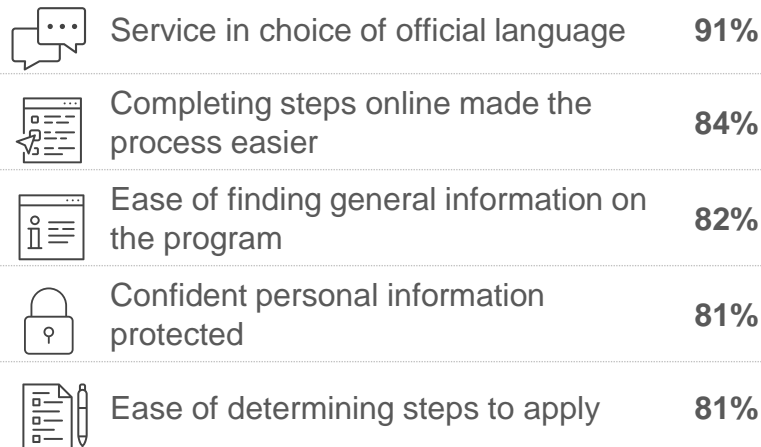 Service in choice of official language 91%
Completing steps online made the
process easier 84%
Ease of finding general information on
the program 82%
Confident personal information
protected 81%
Ease of determining steps to apply 81%